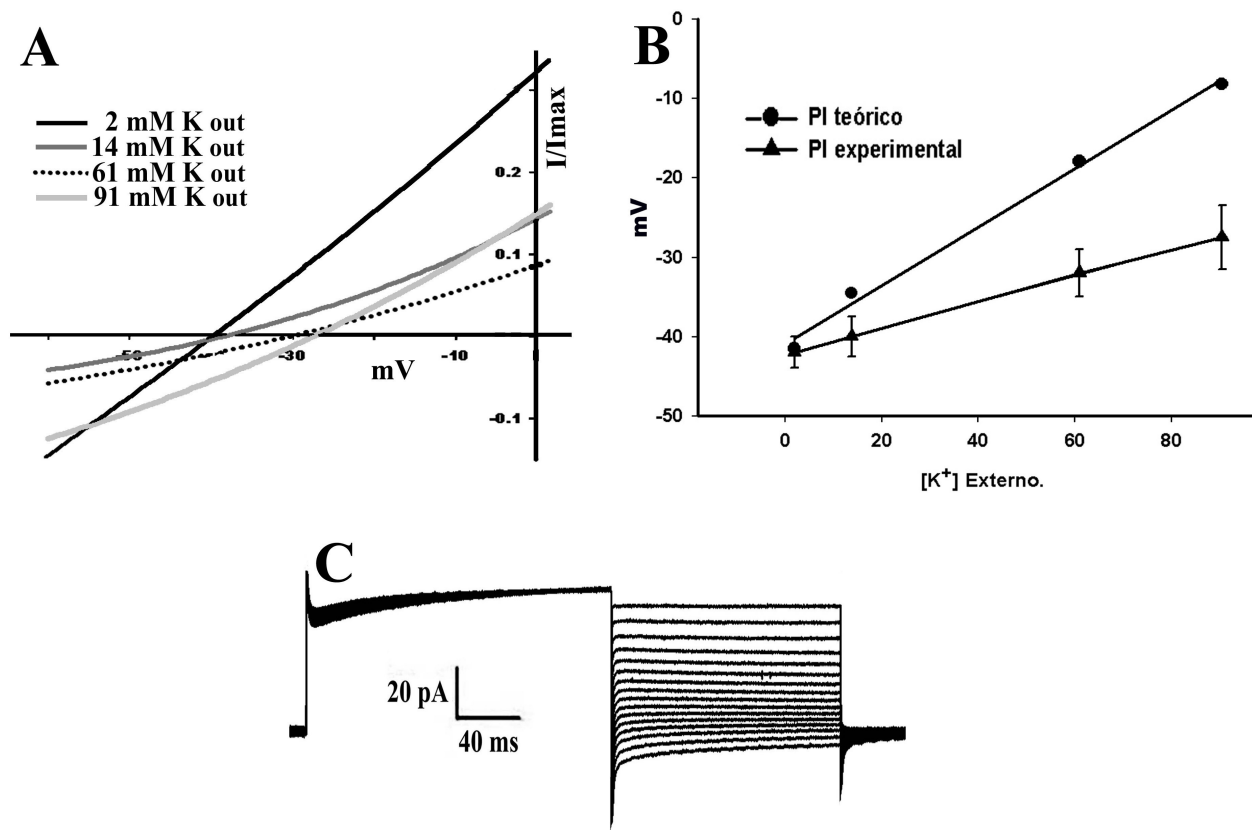 A
2 mM K out
14 mM K out
61 mM K out
91 mM K out
I/Imax
0.2
0.1
-50
-30
-10
0
mV
-0.1
B
0
-10
-20
-30
-40
-50
mV
PI teórico
PI experimental
0
20
40
60
80
[K+] Externo.
C
20 pA
40 ms